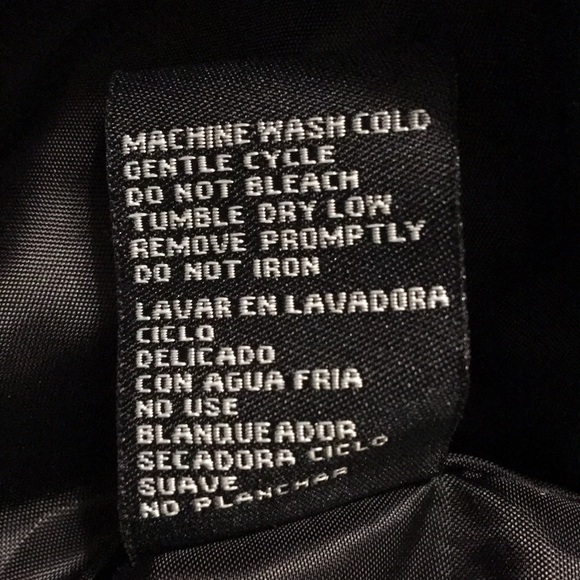 MACHINE WASH COLD
GENTLE CYCLE
DO NOT BLEACH
TUMBLE DRY LOW
REMOVE PROMPTLY
DO NOT IRON
LAVAR EN LAVADORA
CICLO
DELICADO
CON AGUA FRIA
NO USE
BLANQUEADOR
SECADORA CICLO
SUAVE
NO PLANCHAR